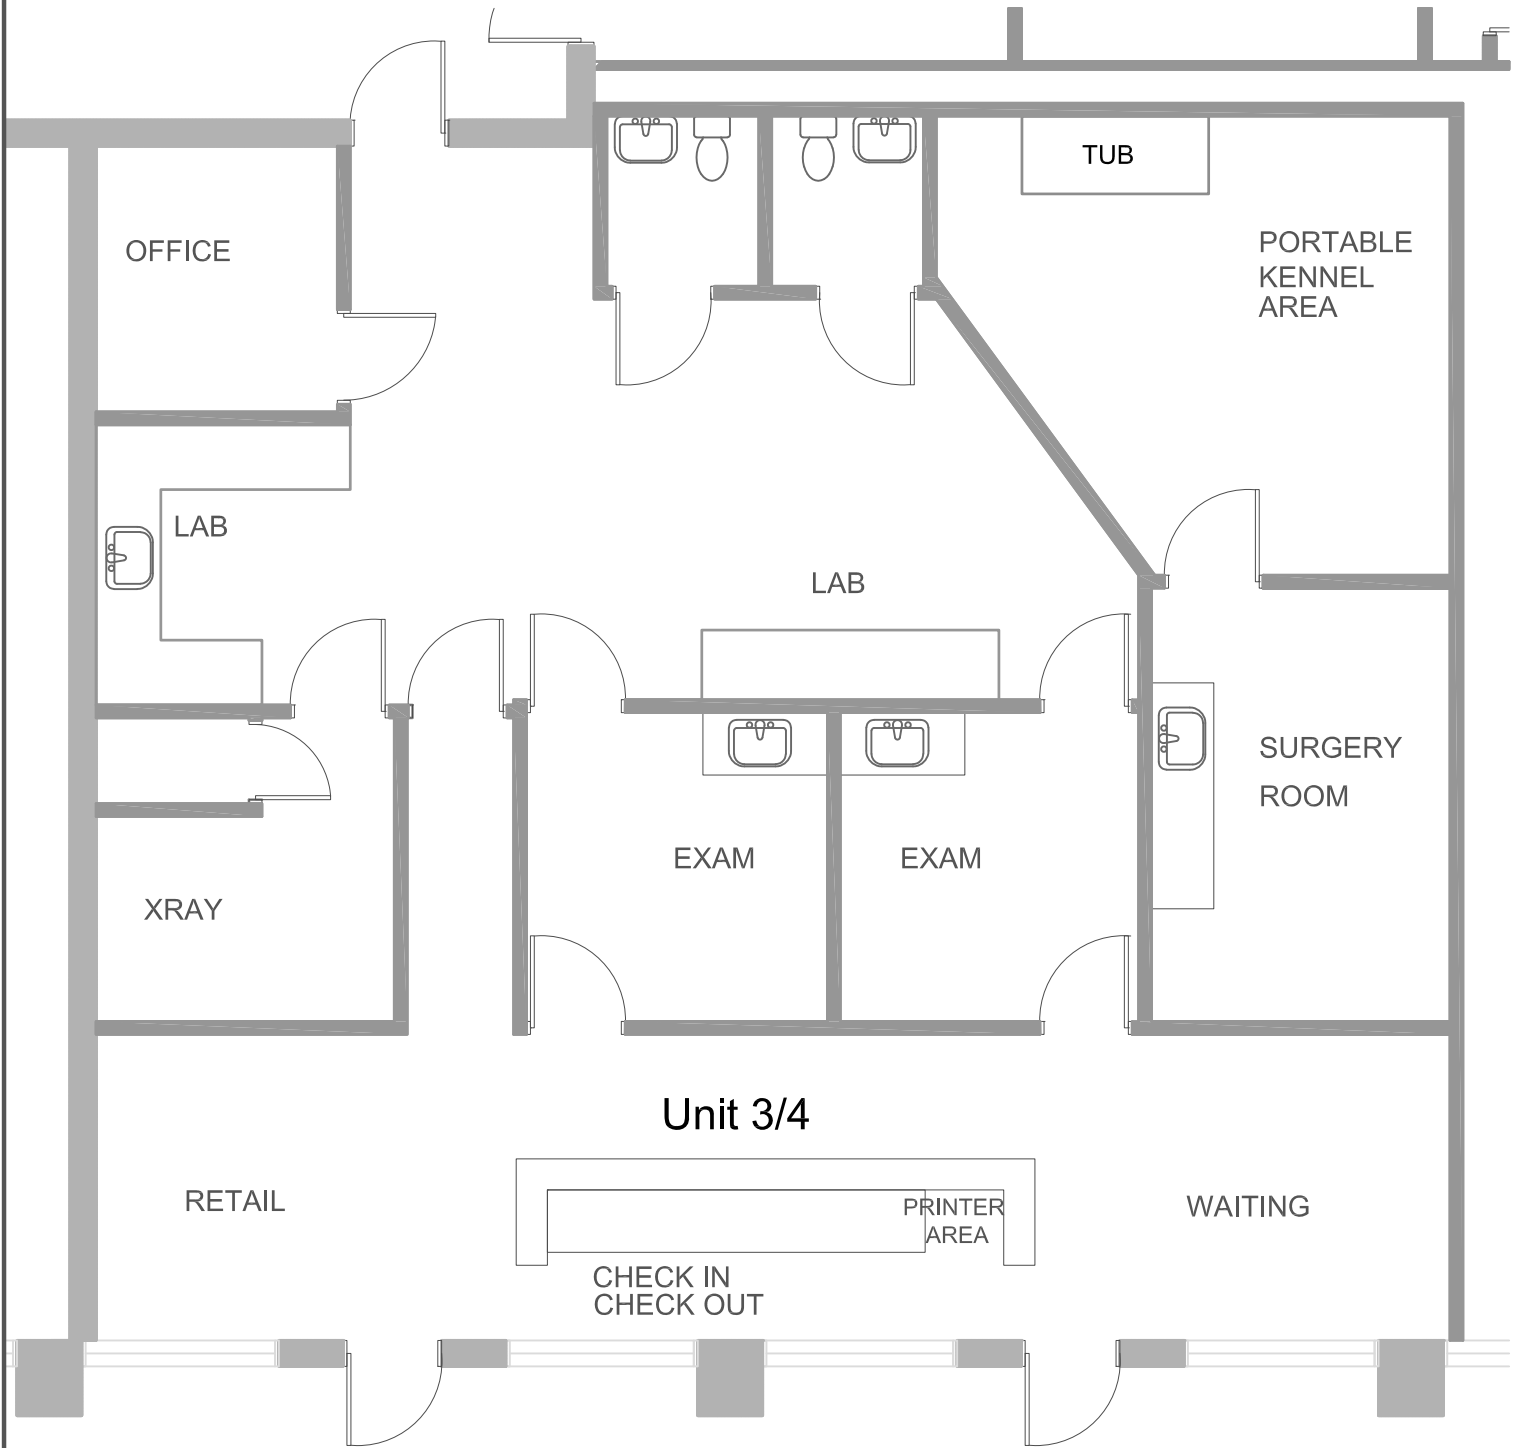 TUB
OFFICE
PORTABLE
KENNEL
AREA
LAB
LAB
SURGERY
ROOM
EXAM
EXAM
XRAY
Unit 3/4
RETAIL
PRINTER
AREA
WAITING
CHECK IN
CHECK OUT